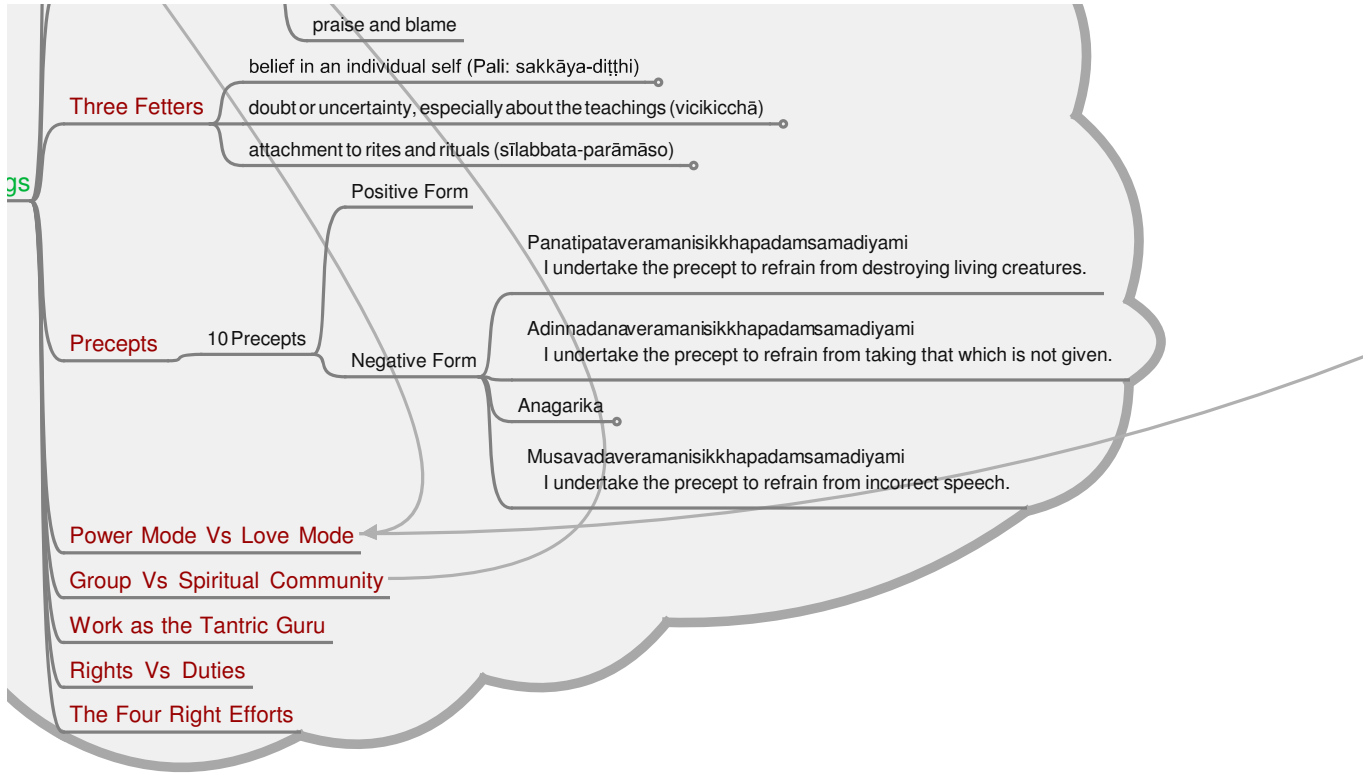 praise and blame
belief in an individual self (Pali: sakkāya-diṭṭhi)
Three Fetters
doubt or uncertainty, especially about the teachings (vicikicchā)
attachment to rites and rituals (sīlabbata-parāmāso)
gs
Positive Form
Panatipataveramanisikkhapadamsamadiyami
I undertake the precept to refrain from destroying living creatures.
Precepts
10 Precepts
Negative Form
Adinnadanaveramanisikkhapadamsamadiyami
I undertake the precept to refrain from taking that which is not given.
Anagarika
Musavadaveramanisikkhapadamsamadiyami
I undertake the precept to refrain from incorrect speech.
Power Mode Vs Love Mode
Group Vs Spiritual Community
Work as the Tantric Guru
Rights Vs Duties
The Four Right Efforts